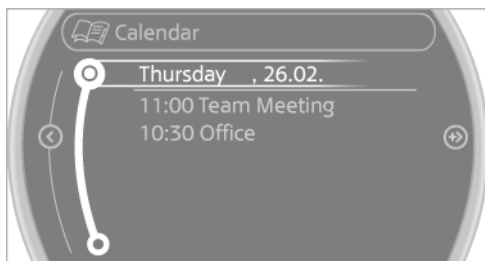 Calendar
Thursday , 26.02.
11:00 Team Meeting
10:30 Office